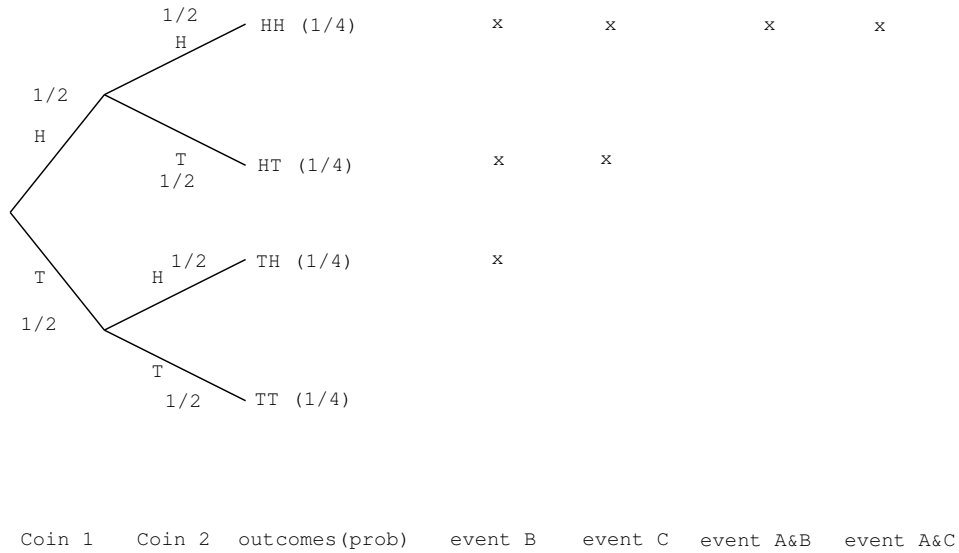 1/2
H
HH (1/4) x x x x
1/2
H
T
1/2
HT (1/4) x x
T
1/2
H
1/2
TH (1/4) x
T
1/2
TT (1/4)
Coin 1 Coin 2 outcomes(prob) event B event C event A&B event A&C